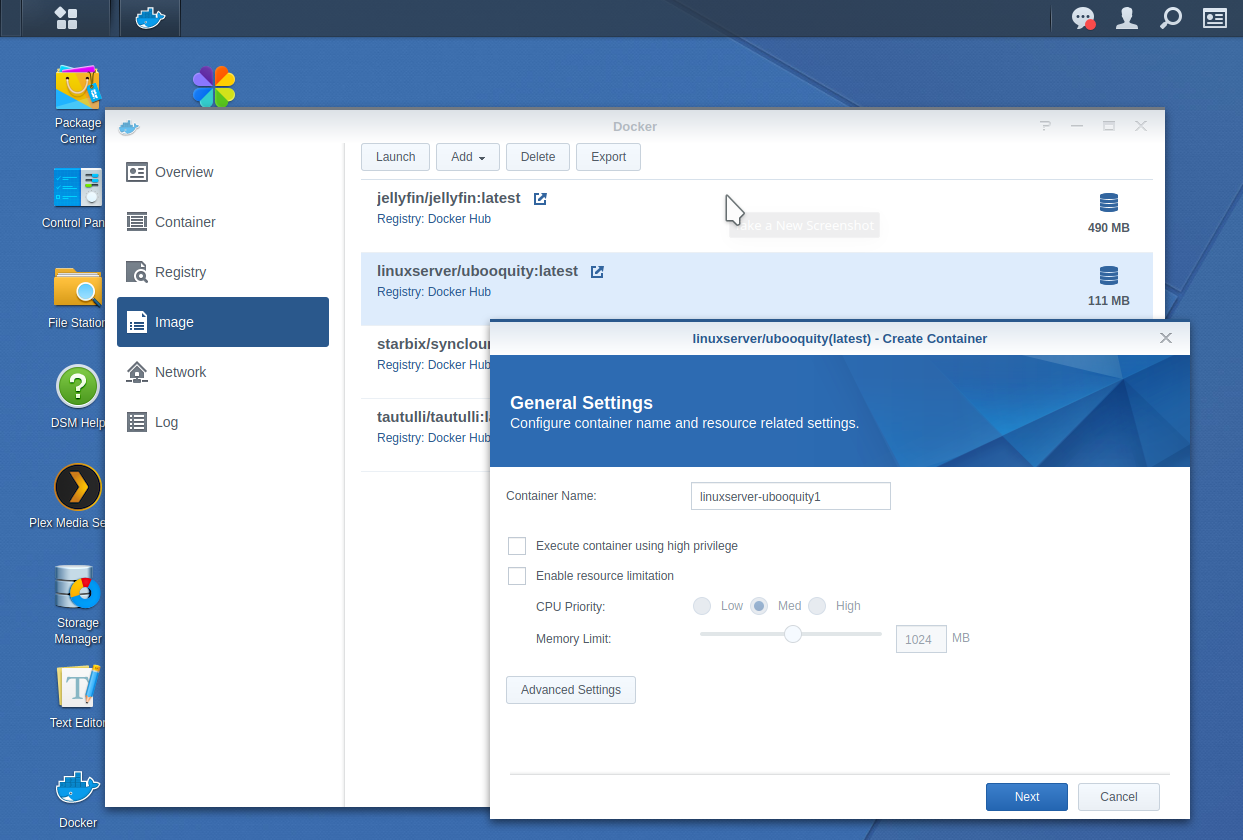 Package
Center
Control Pan
File Station
DSM Help
Plex Media Se
Storage
Manager
Text Editor
Docker
Docker
Overview
Container
Registry
Image
Network
Log
Launch
Add
Delete
Export
jellyfin/jellyfin:latest
Registry: Docker Hub
490 MB
ake a New Screenshot
linuxserver/ubooquity:latest
Registry: Docker Hub
111 MB
starbix/syncloun
Registry: Docker Hub
tautulli/tautulli:la
Registry: Docker Hub
linuxserver/ubooquity(latest) - Create Container
General Settings
Configure container name and resource related settings.
Container Name:
linuxserver-ubooquity1
Execute container using high privilege
Enable resource limitation
CPU Priority:
Low
Med
High
Memory Limit:
1024
MB
Advanced Settings
Next
Cancel